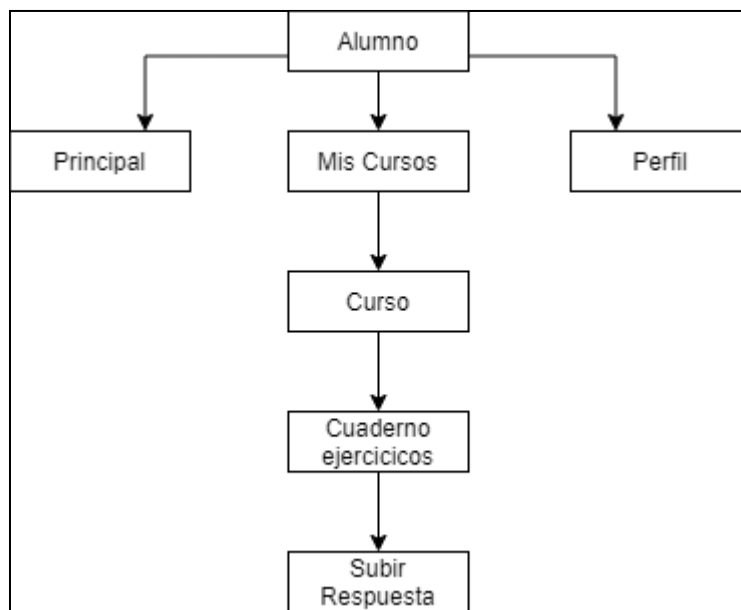 Alumno
Principal
Mis Cursos
Perfil
Curso
Cuaderno
ejercicicos
Subir
Respuesta